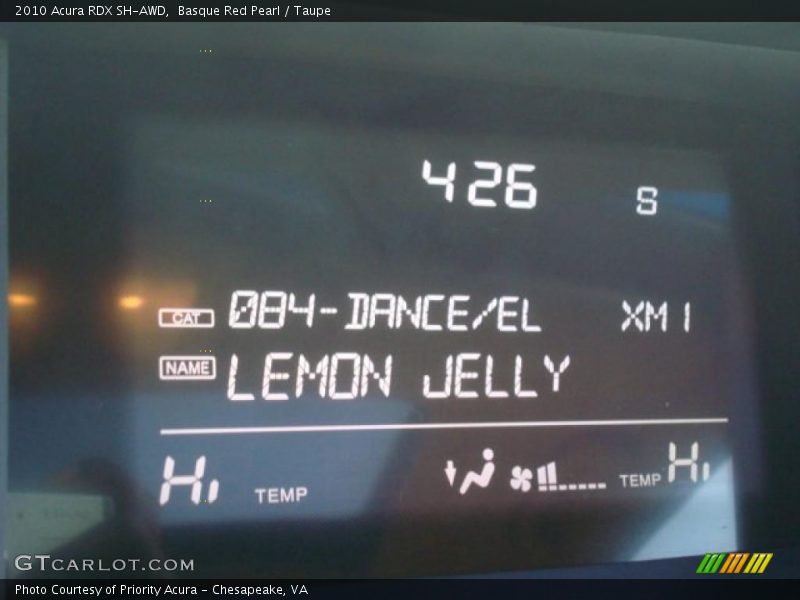 2010 Acura RDX SH-AWD, Basque Red Pearl / Taupe
426 S
CAT 084-DANCE/EL XM1
NAME LEMON JELLY
Hi TEMP TEMP Hi
GTCARLOT.COM
Photo Courtesy of Priority Acura - Chesapeake, VA